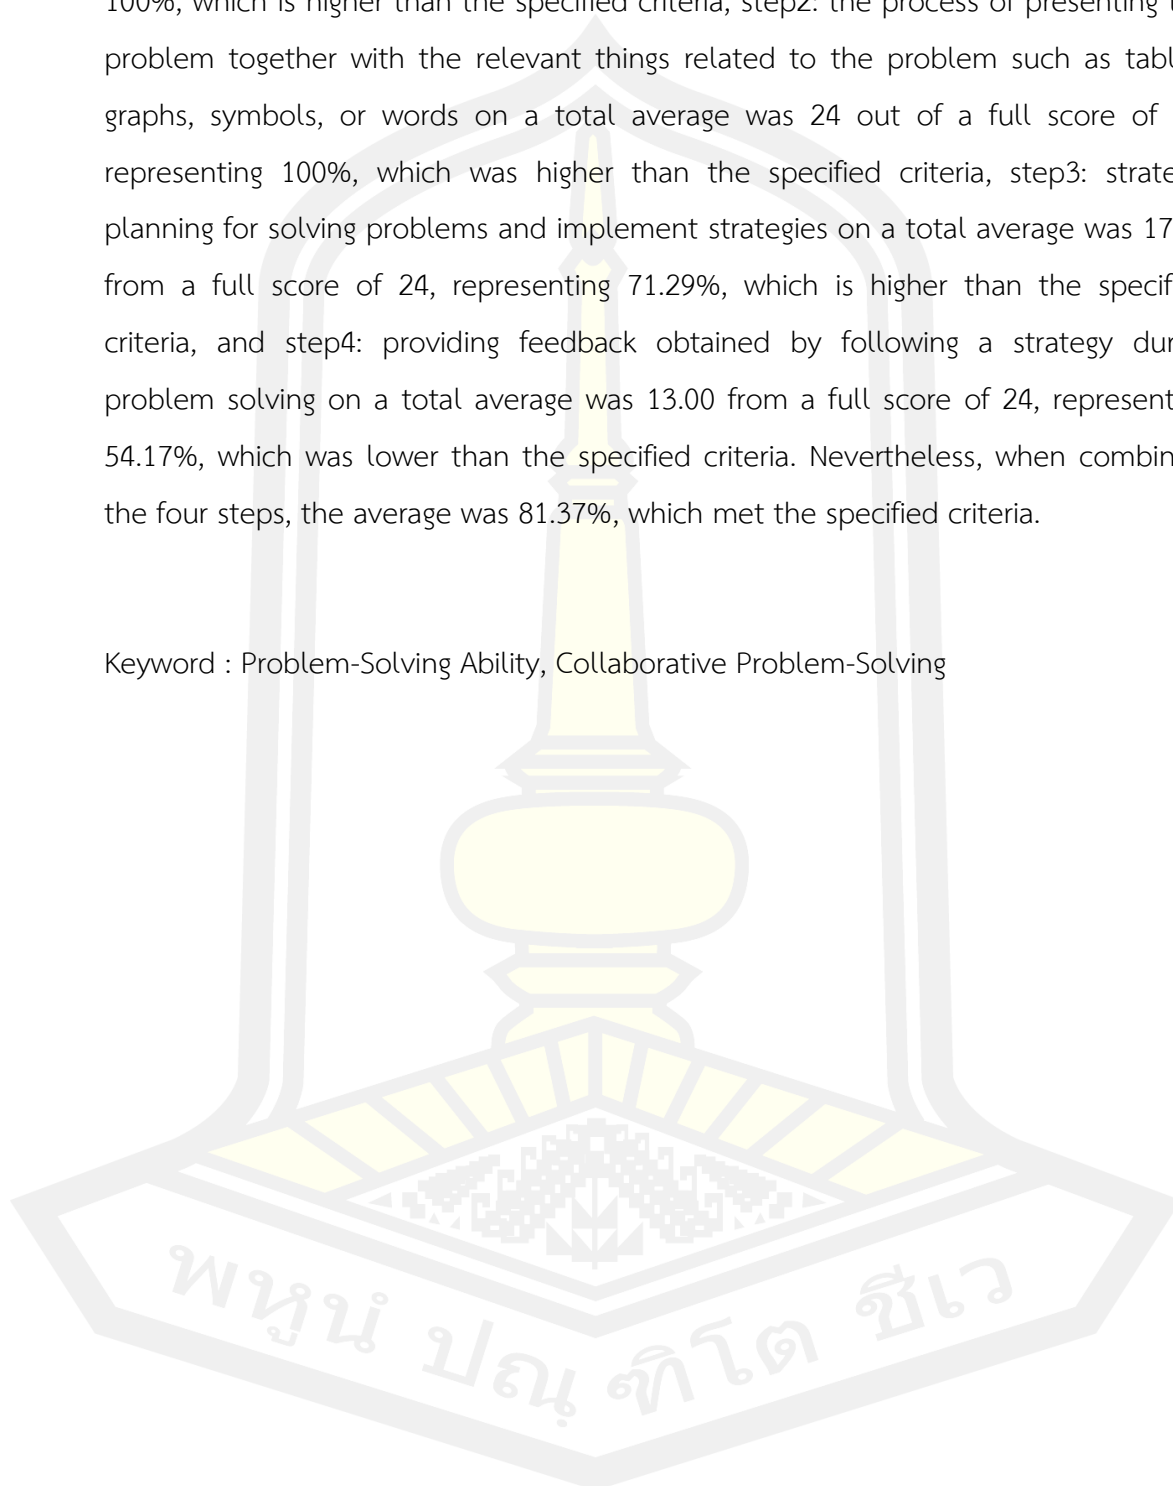 100%, which is higher than the specified criteria, step2: the process of presenting
problem together with the relevant things related to the problem such as
graphs, symbols, or words on a total average was 24 out of a full score of
representing 100%, which was higher than the specified criteria, step3:
planning for solving problems and implement strategies on a total average was 17
from a full score of 24, representing 71.29%, which is higher than the
criteria, and step4: providing feedback obtained by following a strategy
problem solving on a total average was 13.00 from a full score of 24,
54.17%, which was lower than the specified criteria. Nevertheless, when
the four steps, the average was 81.37%, which met the specified criteria.
Keyword : Problem-Solving Ability, Collaborative Problem-Solving
พหูนํ ปณฺฑิโต ชีเว